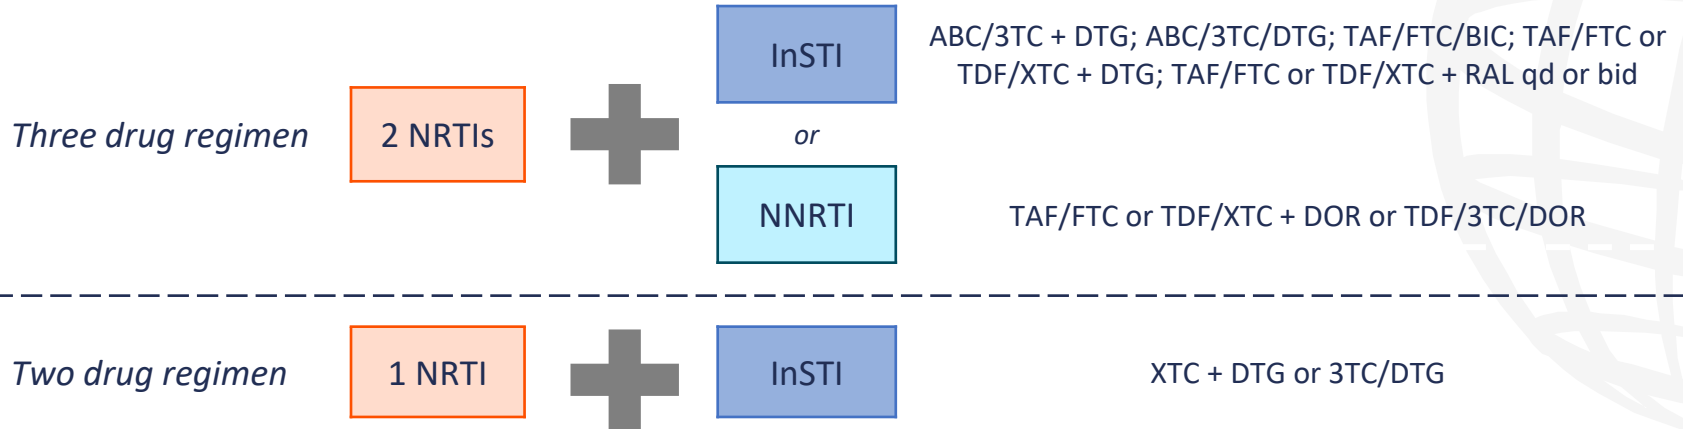 Three drug regimen
2 NRTIs
InSTI
ABC/3TC + DTG; ABC/3TC/DTG; TAF/FTC/BIC; TAF/FTC or
TDF/XTC + DTG; TAF/FTC or TDF/XTC + RAL qd or bid
or
NNRTI
TAF/FTC or TDF/XTC + DOR or TDF/3TC/DOR
Two drug regimen
1 NRTI
InSTI
XTC + DTG or 3TC/DTG